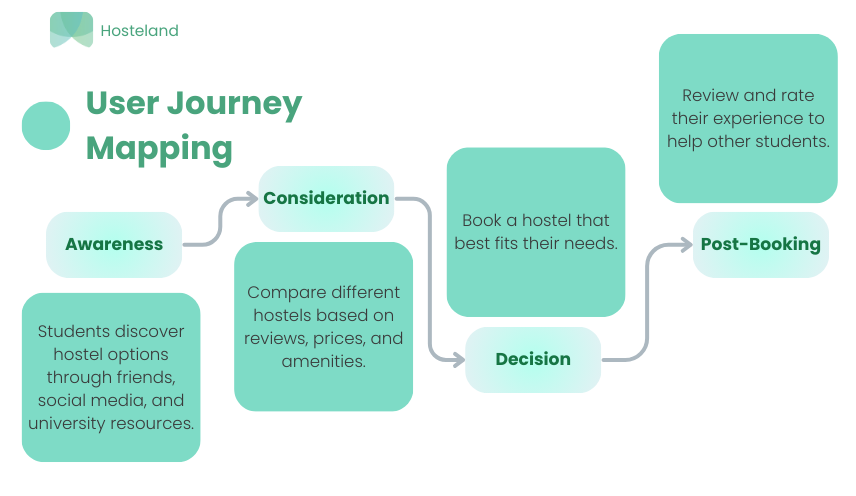 Hosteland
User Journey
Mapping
Awareness
Students discover
hostel options
through friends,
social media, and
university resources.
Consideration
Compare different
hostels based on
reviews, prices, and
amenities.
Book a hostel that
best fits their needs.
Decision
Review and rate
their experience to
help other students.
Post-Booking